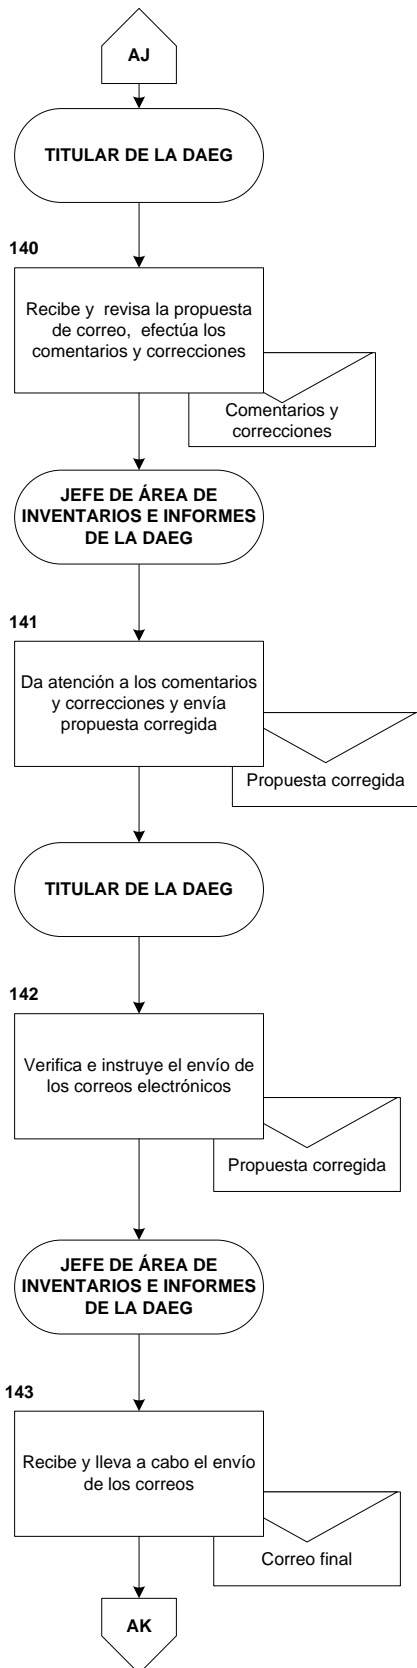 AJ
TITULAR DE LA DAEG
140
Recibe y revisa la propuesta
de correo, efectúa los
comentarios y correcciones
Comentarios y
correcciones
JEFE DE ÁREA DE
INVENTARIOS E INFORMES
DE LA DAEG
141
Da atención a los comentarios
y correcciones y envía
propuesta corregida
Propuesta corregida
TITULAR DE LA DAEG
142
Verifica e instruye el envío de
los correos electrónicos
Propuesta corregida
JEFE DE ÁREA DE
INVENTARIOS E INFORMES
DE LA DAEG
143
Recibe y lleva a cabo el envío
de los correos
Correo final
AK